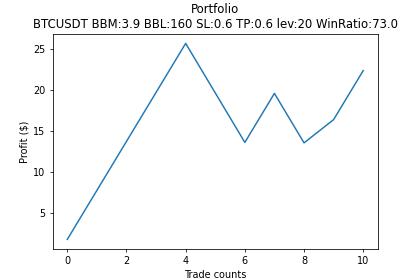 Portfolio
BTCUSDT BBM:3.9 BBL:160 SL:0.6 TP:0.6 lev:20 WinRatio:73.0
25
20
15
10
5
Profit ($)
0 2 4 6 8 10
Trade counts